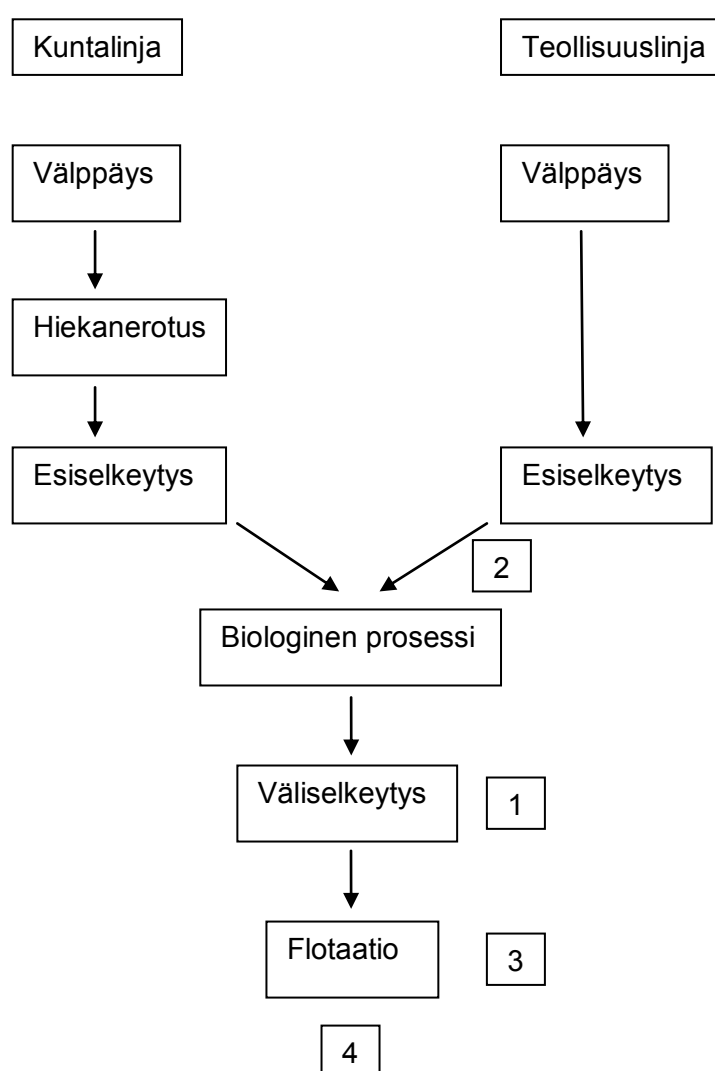 Kuntalinja
Teollisuuslinja
Välppäys
Välppäys
Hiekanerotus
Esiselkeytys
Esiselkeytys
2
Biologinen prosessi
Väliselkeytys
1
Flotaatio
3
4